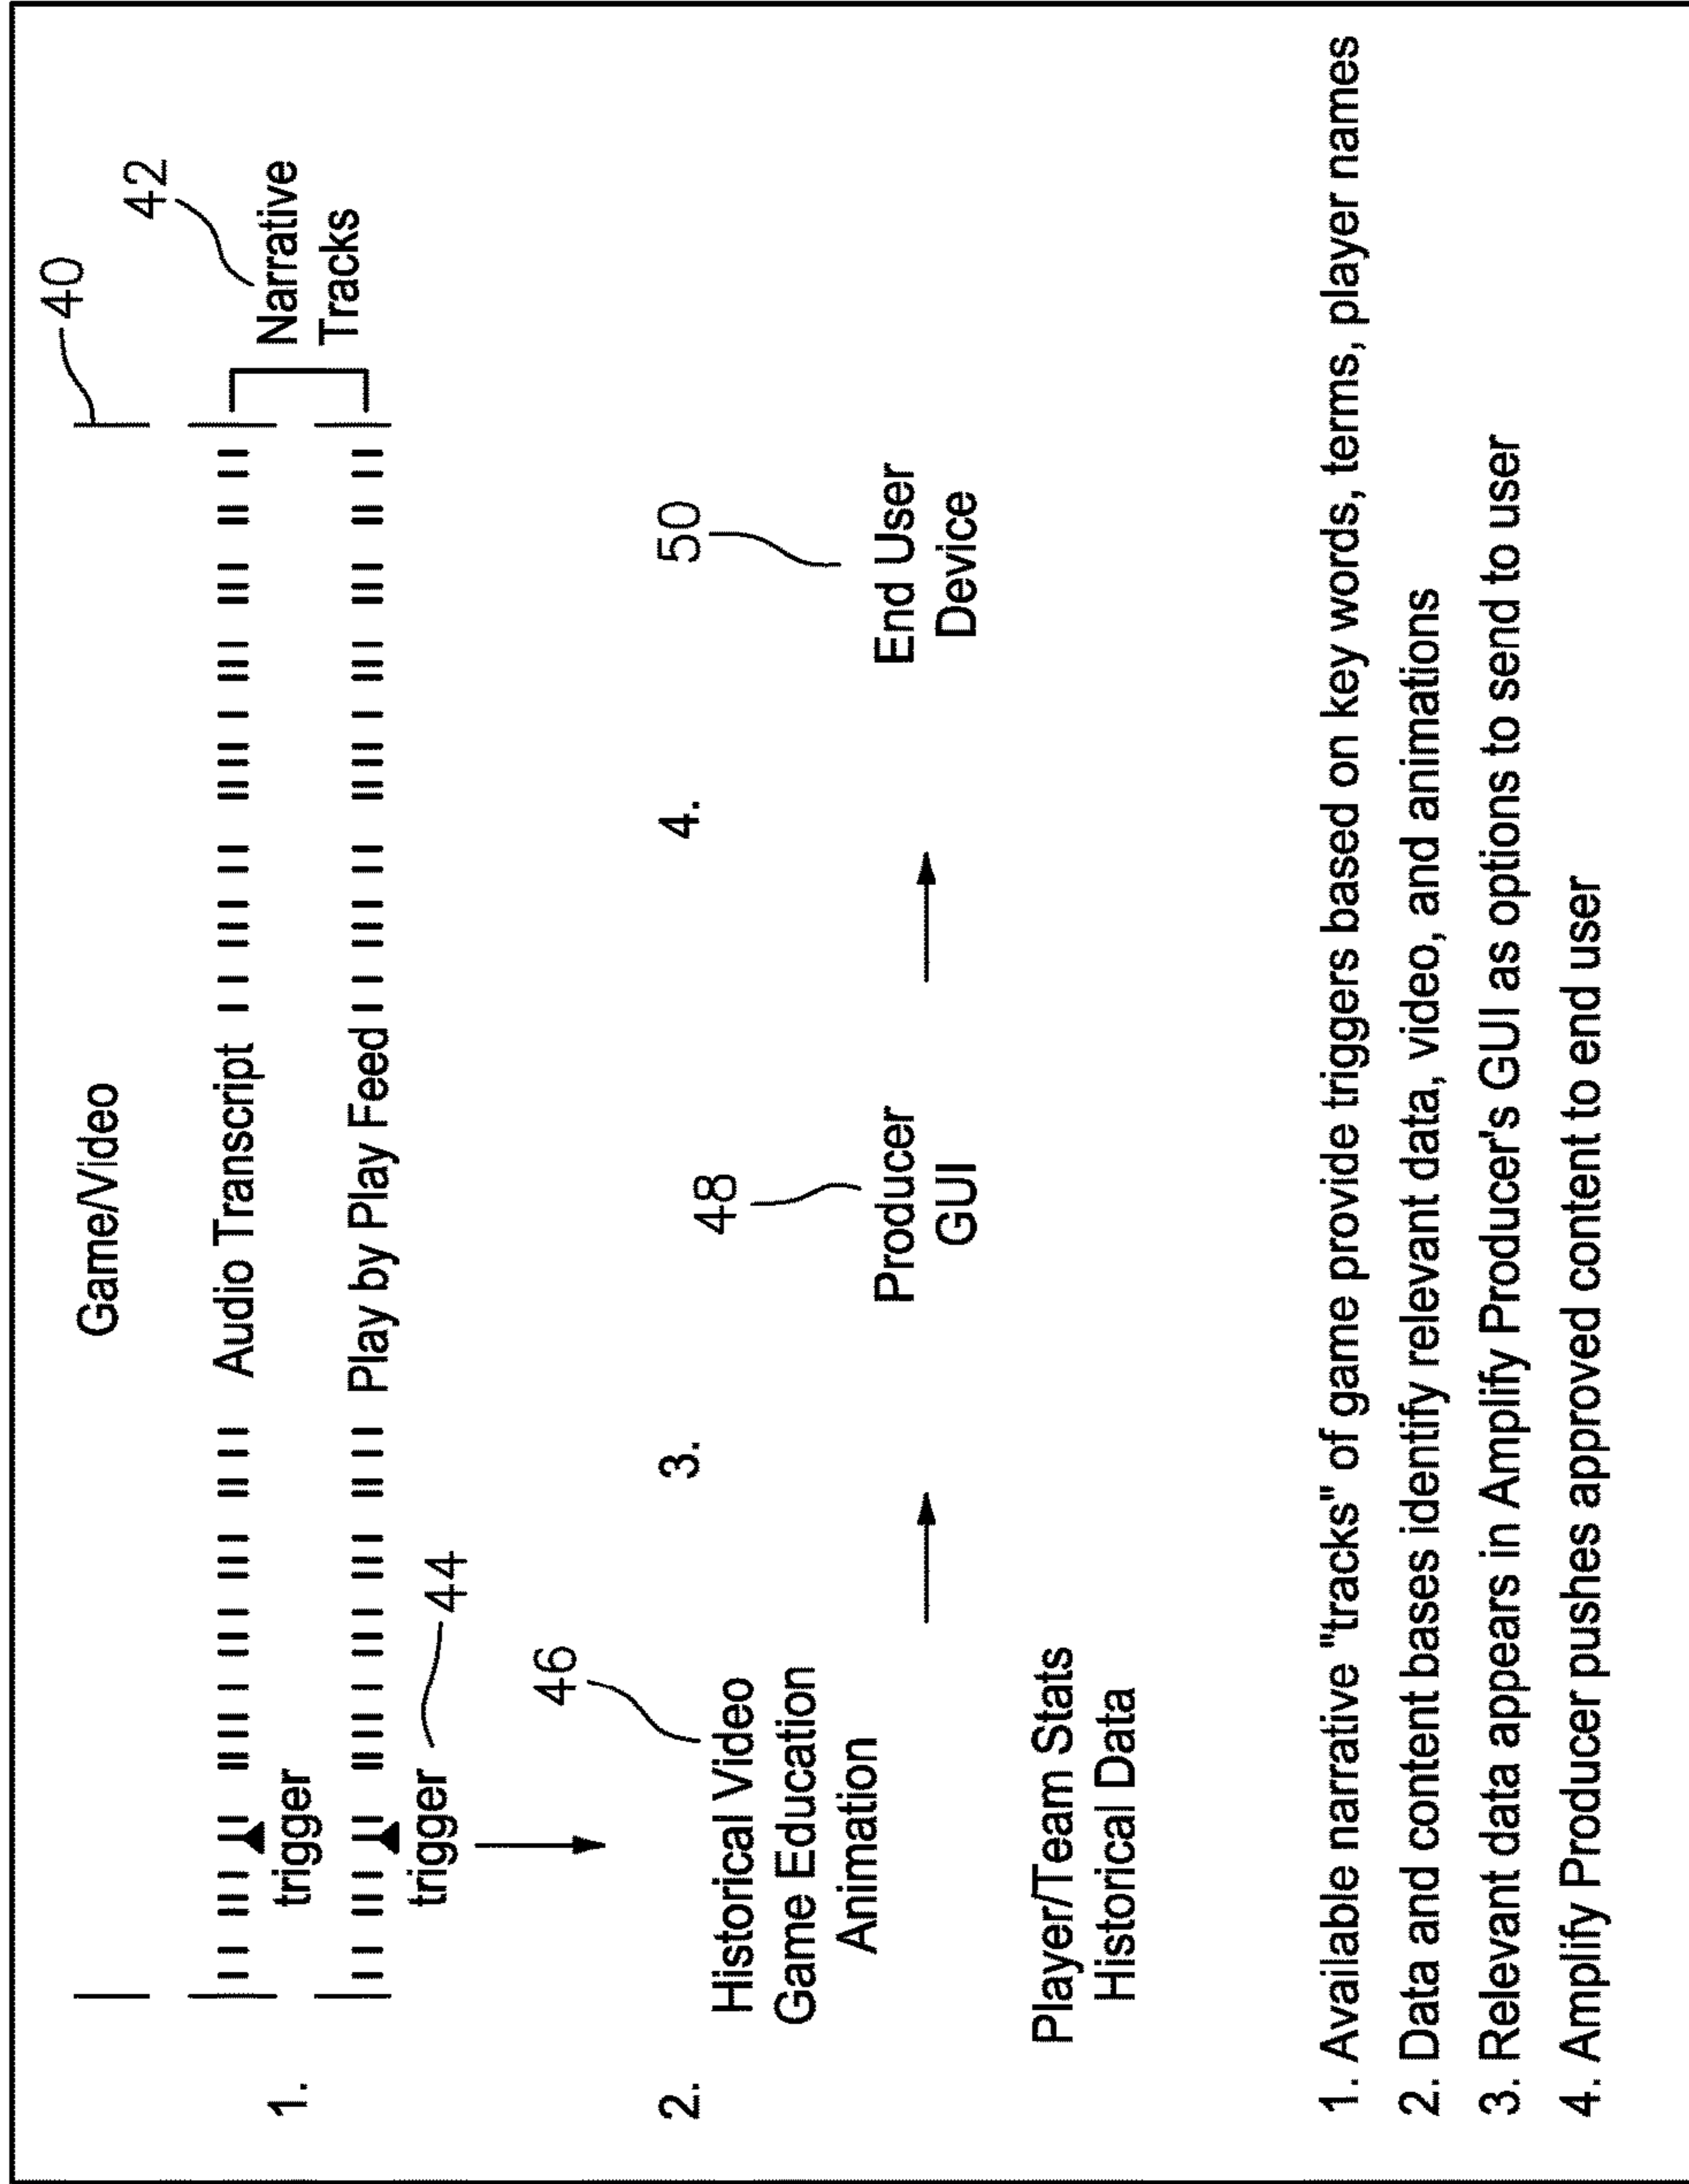 Game/Video
40
42
1.
Audio Transcript
Narrative
Tracks
trigger
Play by Play Feed
trigger
44
2.
46
Historical Video
Game Education
Animation
Player/Team Stats
Historical Data
3.
48
Producer
GUI
4.
50
End User
Device
1. Available narrative "tracks" of game provide triggers based on key words, terms, player names
2. Data and content bases identify relevant data, video, and animations
3. Relevant data appears in Amplify Producer's GUI as options to send to user
4. Amplify Producer pushes approved content to end user